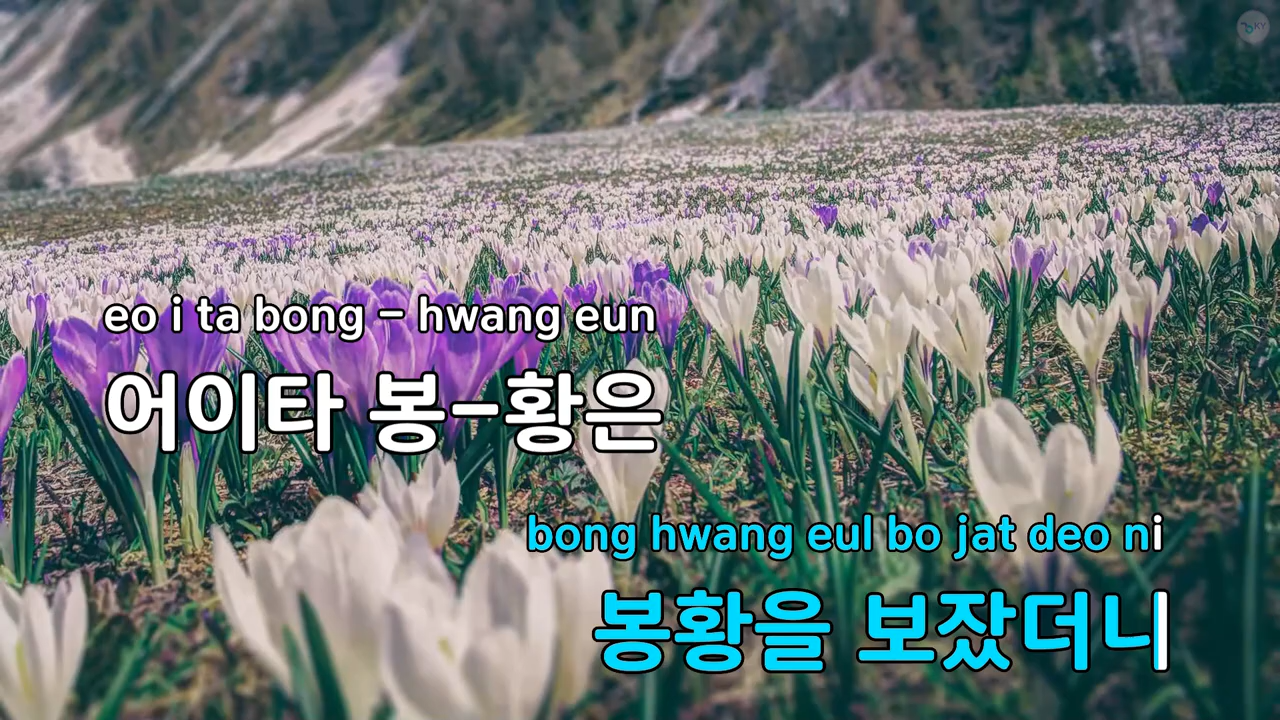 KY
eo i ta bong – hwang eun
어이타 봉–황은
bong hwang eul bo jat deo ni
봉황을 보잤더니